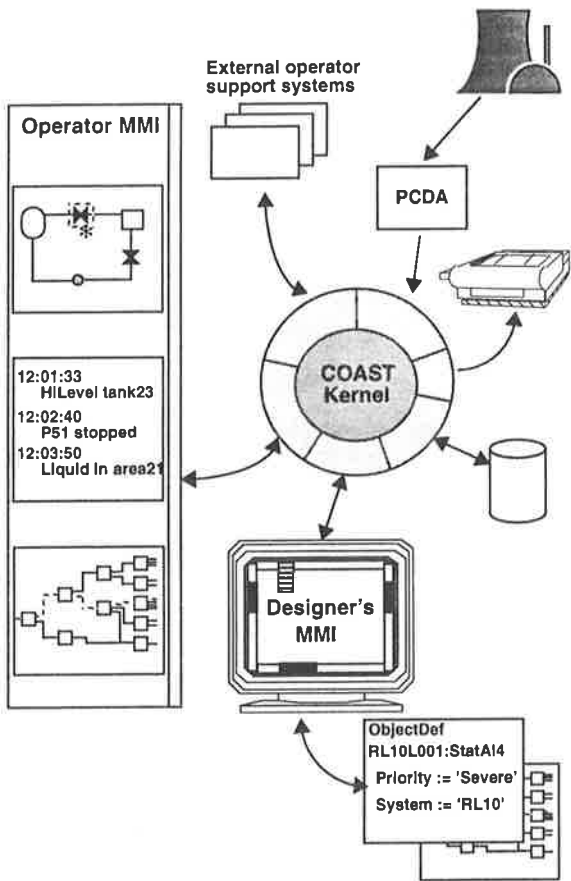 External operator
support systems
Operator MMI
PCDA
COAST
Kernel
12:01:33
HiLevel tank23
12:02:40
P51 stopped
12:03:50
Liquid in area21
Designer's
MMI
ObjectDef
RL10L001:StatAl4
Priority := 'Severe'
System := 'RL10'